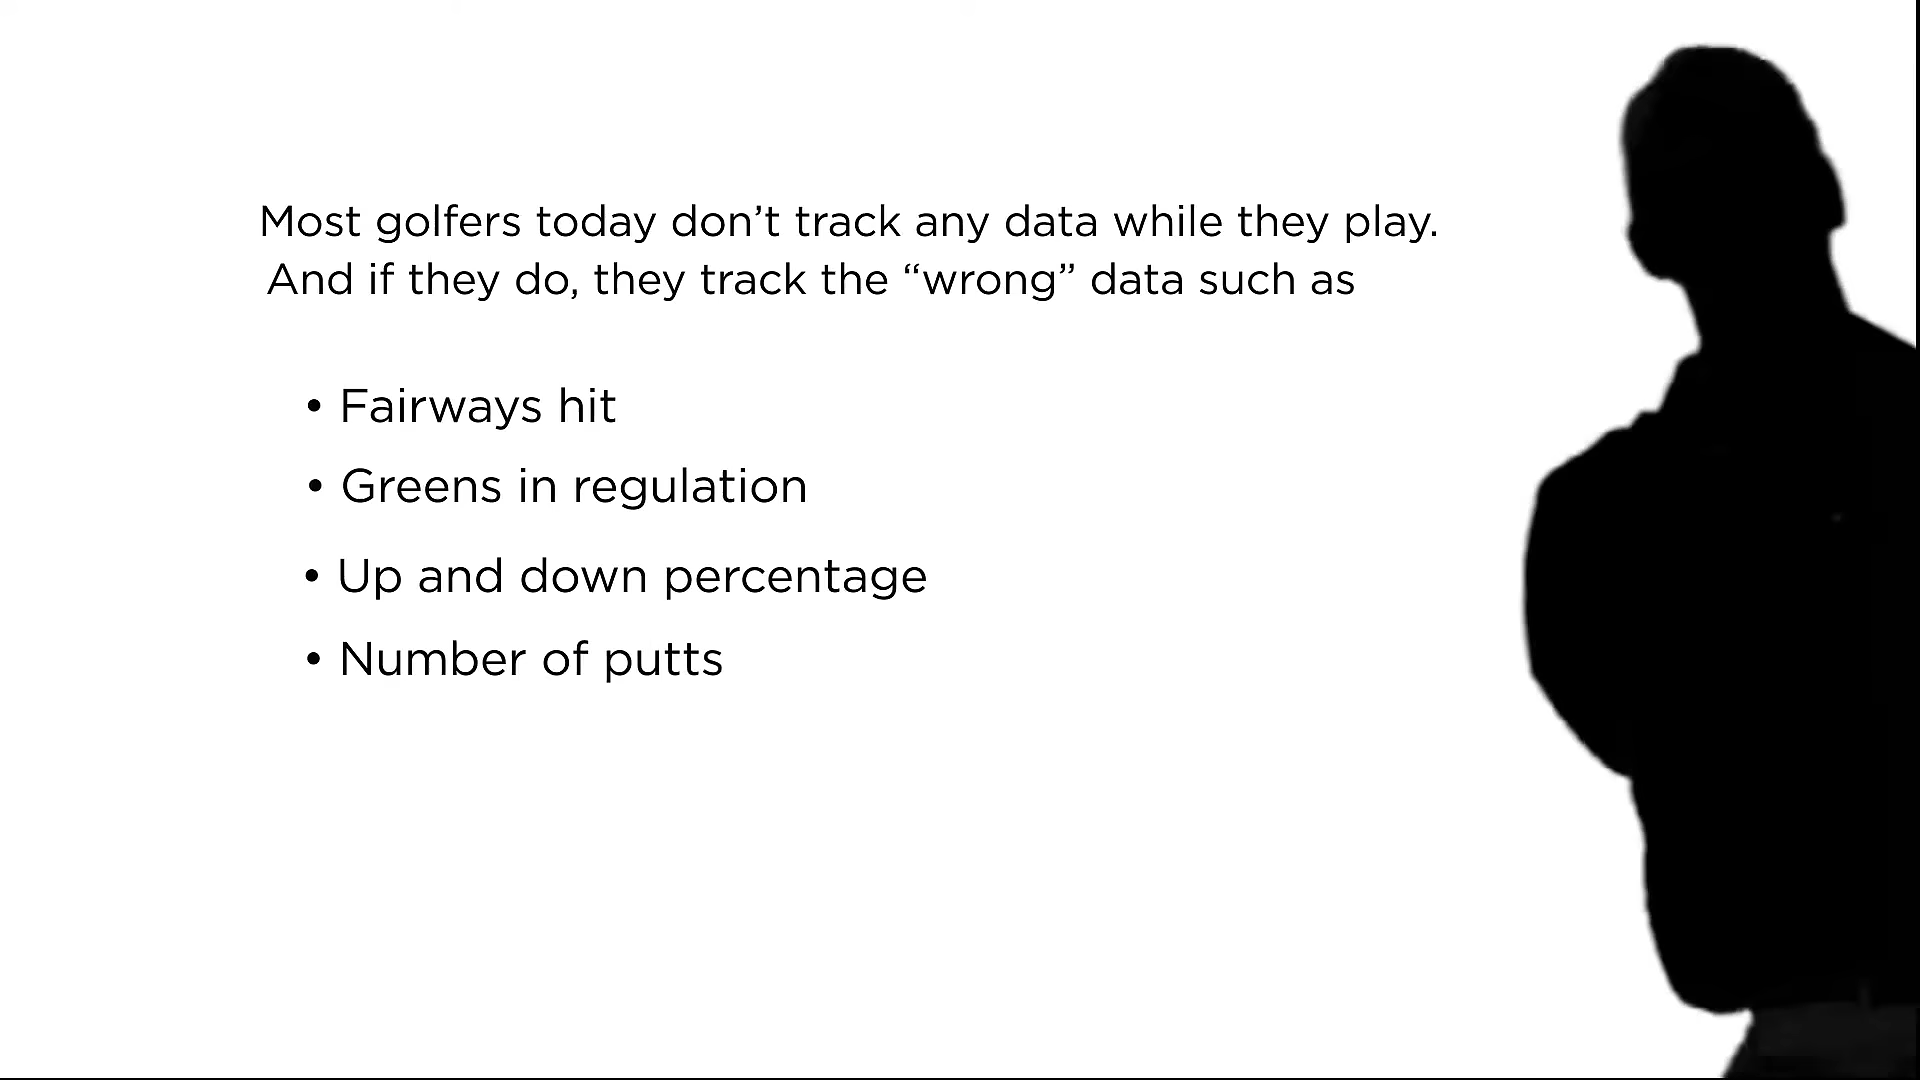 Most golfers today don’t track any data while they play.
And if they do, they track the “wrong” data such as
• Fairways hit
• Greens in regulation
• Up and down percentage
• Number of putts